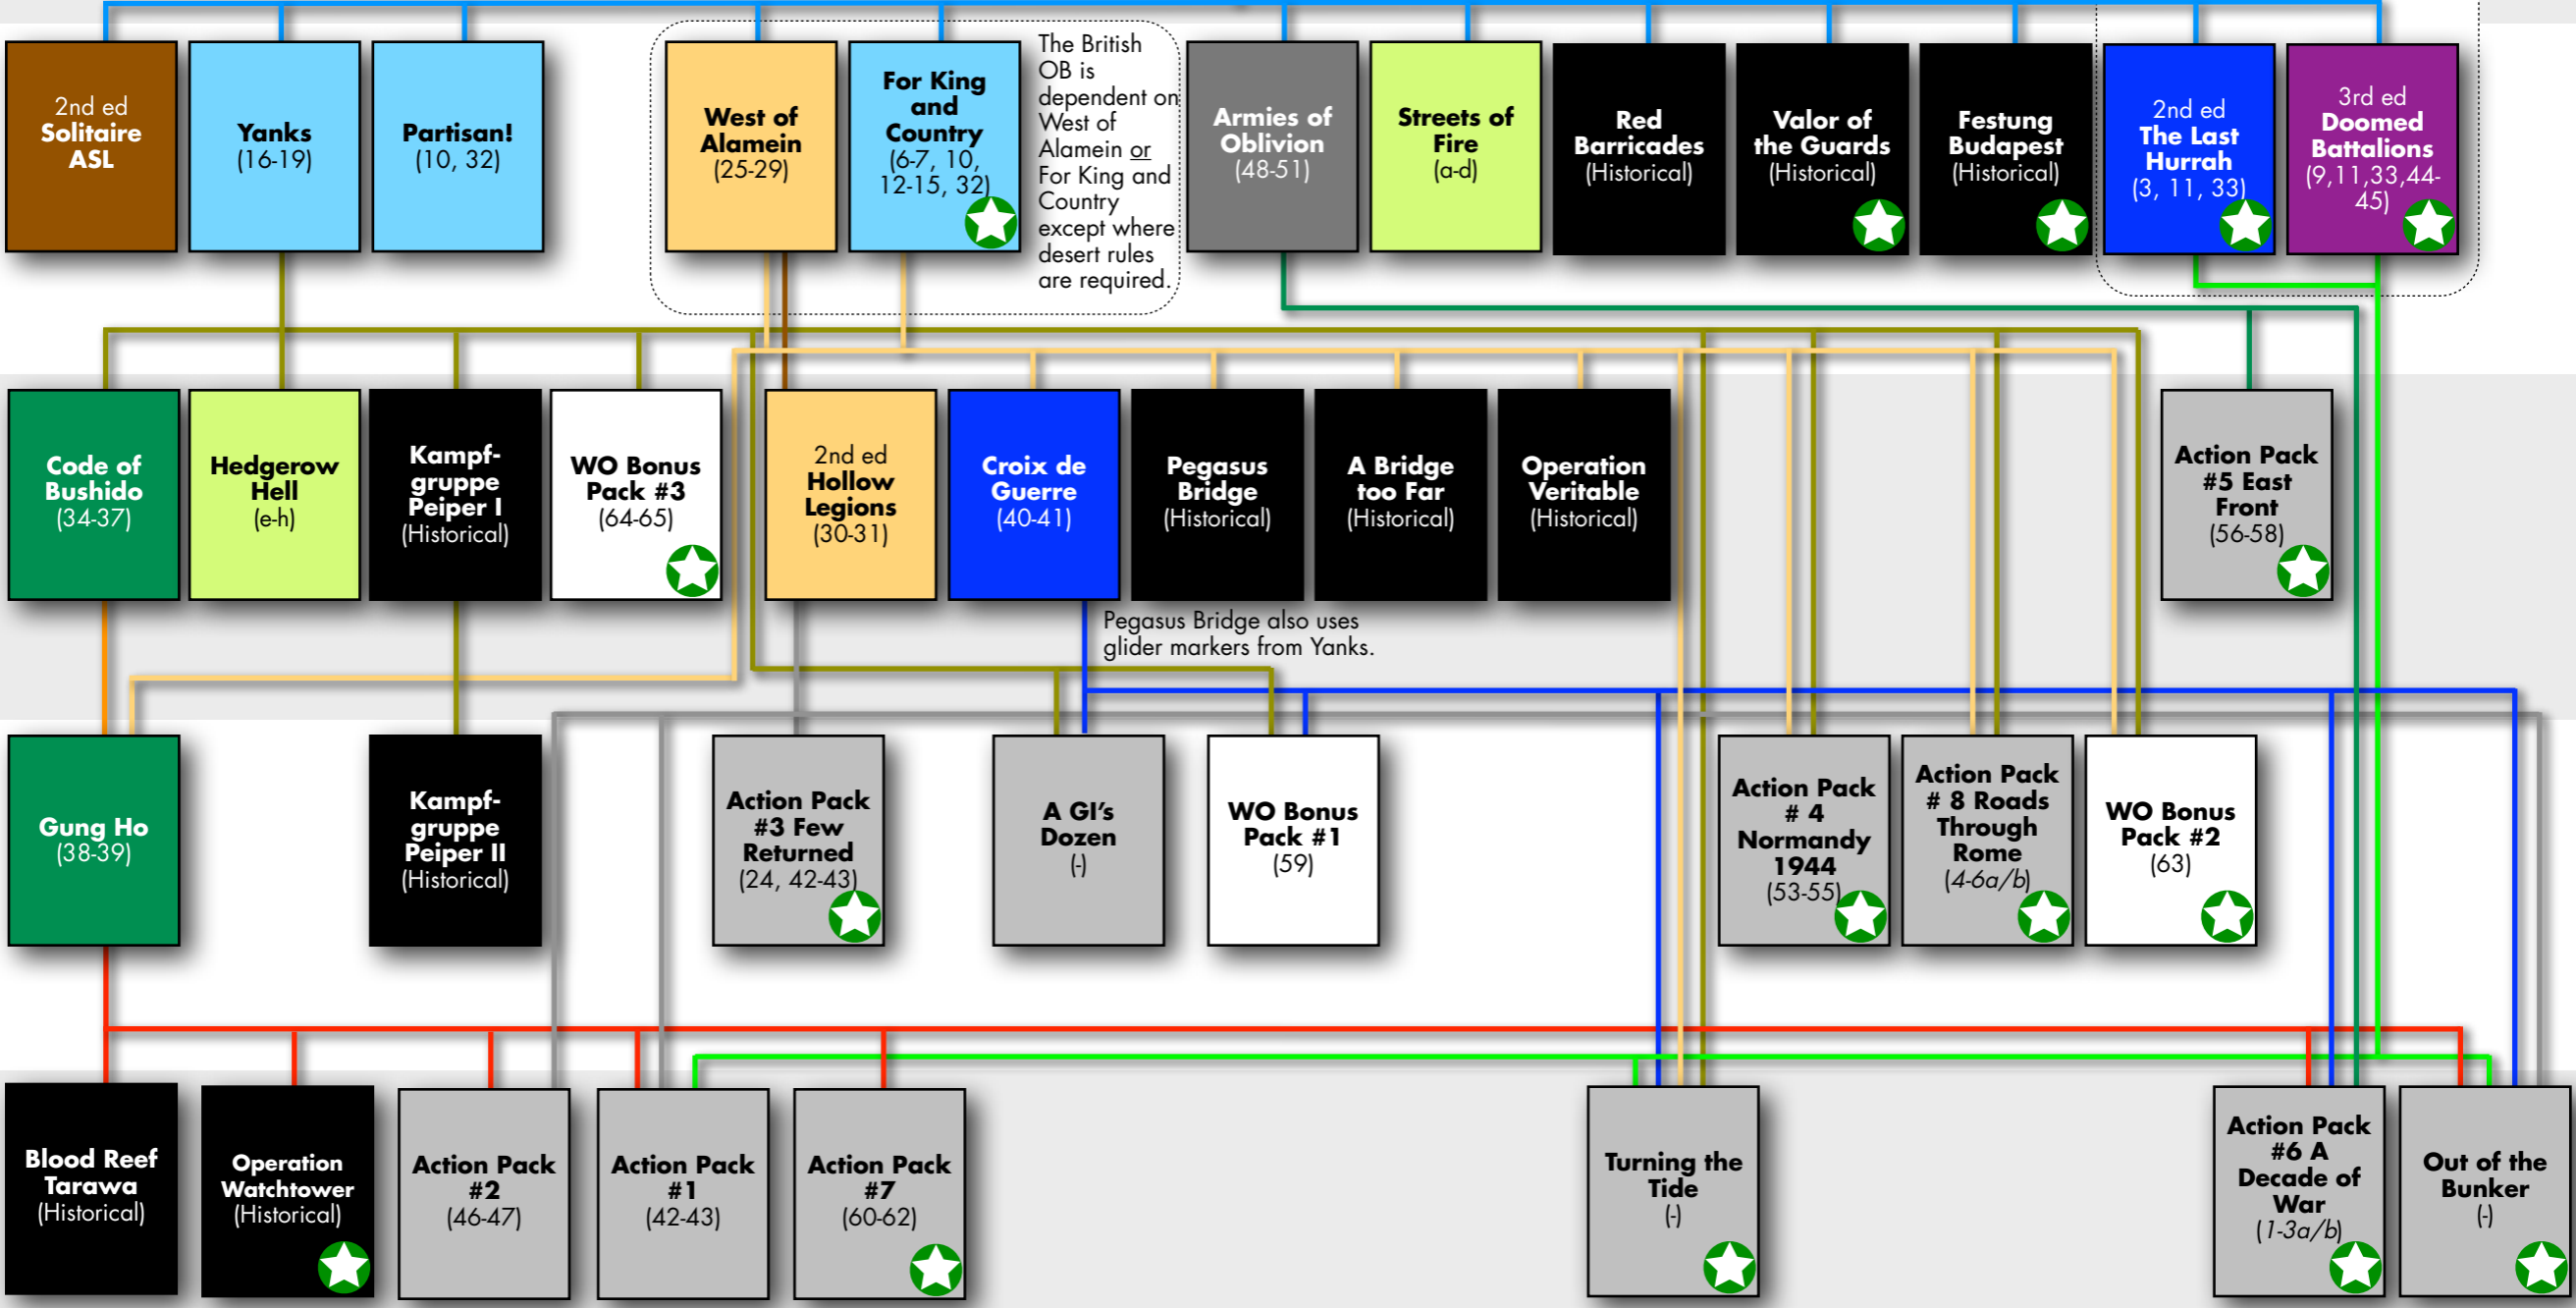 2nd ed
Solitaire
ASL
Yanks
(16-19)
Partisan!
(10, 32)
West of
Alamein
(25-29)
For King
and
Country
(6-7, 10,
12-15, 32)
The British
OB is
dependent on
West of
Alamein or
For King and
Country
except where
desert rules
are required.
Armies of
Oblivion
(48-51)
Streets of
Fire
(a-d)
Red
Barricades
(Historical)
Valor of
the Guards
(Historical)
Festung
Budapest
(Historical)
2nd ed
The Last
Hurrah
(3, 11, 33)
3rd ed
Doomed
Battalions
(9,11,33,44-
45)
Code of
Bushido
(34-37)
Hedgerow
Hell
(e-h)
Kampf-
gruppe
Peiper I
(Historical)
WO Bonus
Pack #3
(64-65)
2nd ed
Hollow
Legions
(30-31)
Croix de
Guerre
(40-41)
Pegasus
Bridge
(Historical)
A Bridge
too Far
(Historical)
Operation
Veritable
(Historical)
Action Pack
#5 East
Front
(56-58)
Pegasus Bridge also uses
glider markers from Yanks.
Gung Ho
(38-39)
Kampf-
gruppe
Peiper II
(Historical)
Action Pack
#3 Few
Returned
(24, 42-43)
A GI's
Dozen
(-)
WO Bonus
Pack #1
(59)
Action Pack
# 4
Normandy
1944
(53-55)
Action Pack
# 8 Roads
Through
Rome
(4-6a/b)
WO Bonus
Pack #2
(63)
Blood Reef
Tarawa
(Historical)
Operation
Watchtower
(Historical)
Action Pack
#2
(46-47)
Action Pack
#1
(42-43)
Action Pack
#7
(60-62)
Turning the
Tide
(-)
Action Pack
#6 A
Decade of
War
(1-3a/b)
Out of the
Bunker
(-)